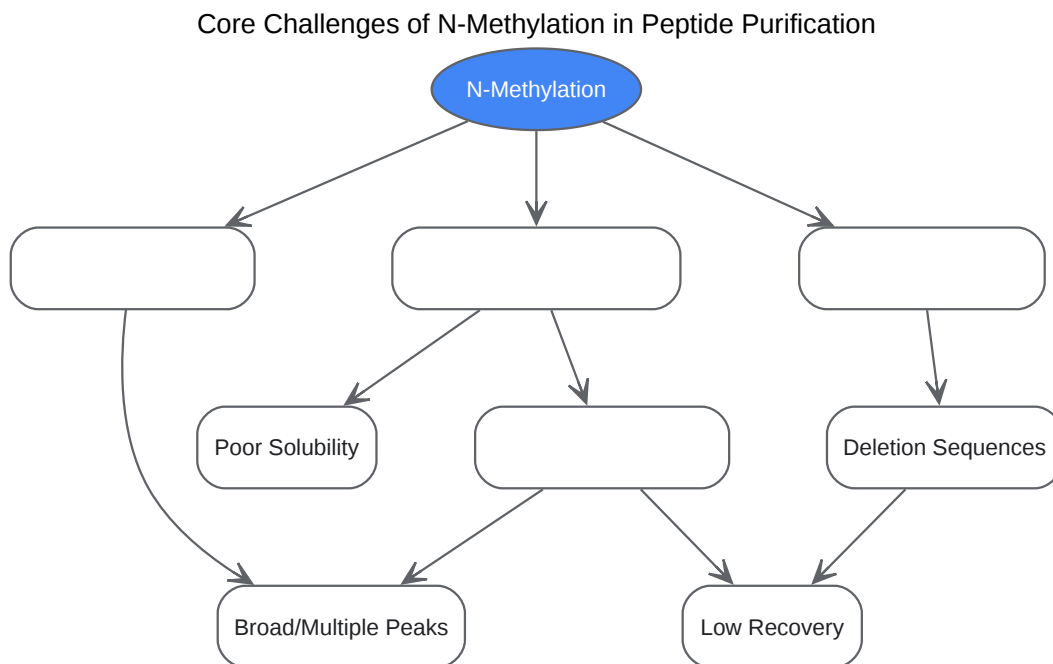 Core Challenges of N-Methylation in Peptide Purification
N-Methylation
Poor Solubility
Deletion Sequences
Broad/Multiple Peaks
Low Recovery